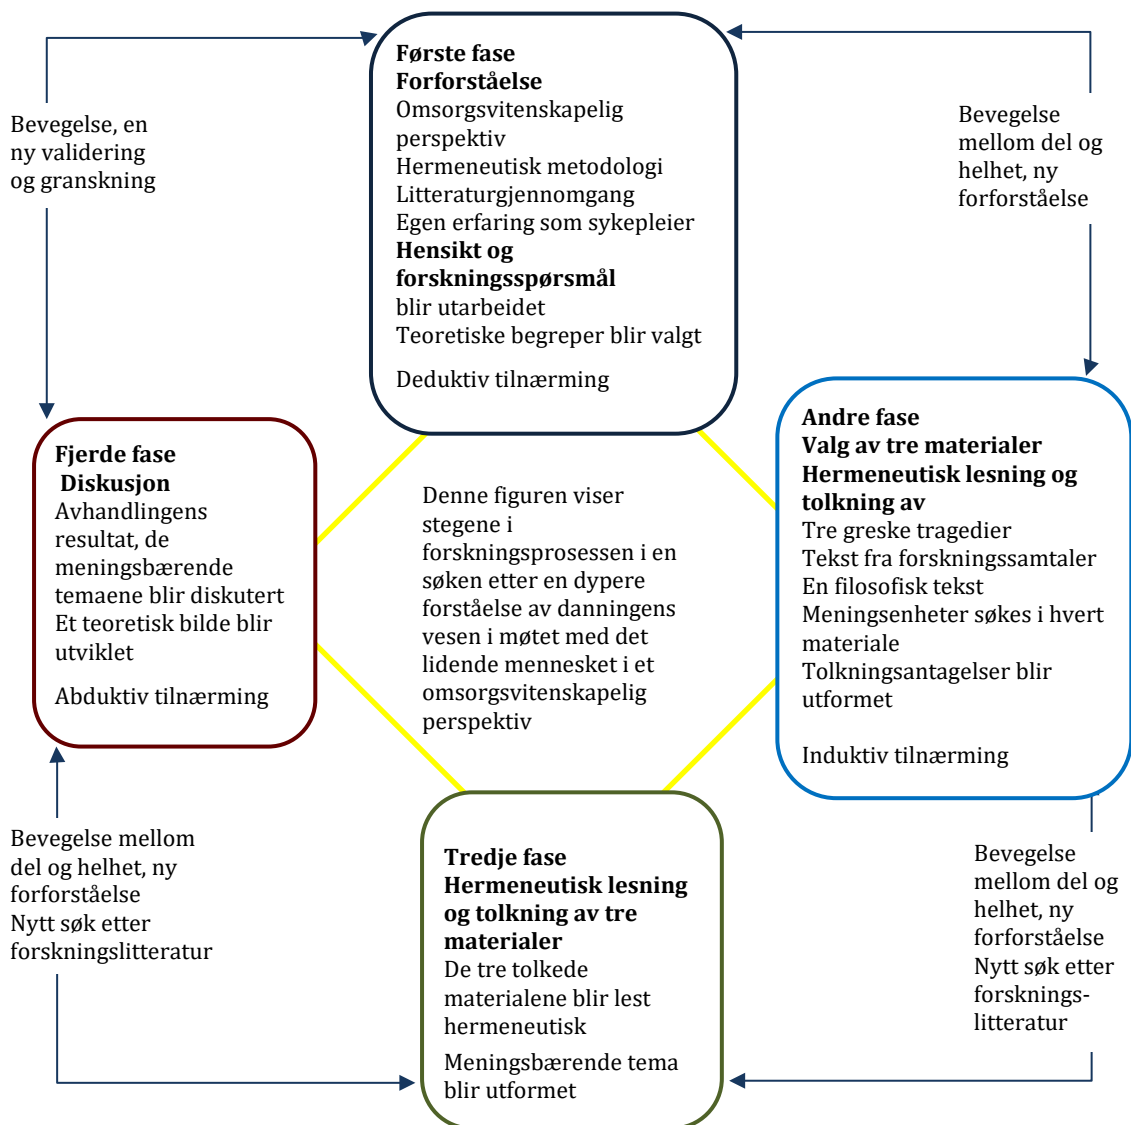 Første fase
Forforståelse
Omsorgsvitenskapelig
perspektiv
Hermeneutisk metodologi
Litteraturgjennomgang
Egen erfaring som sykepleier
Hensikt og
forskningsspørsmål
blir utarbeidet
Teoretiske begreper blir valgt
Deduktiv tilnærming
Bevegelse, en
ny validering
og granskning
Bevegelse
mellom del og
helhet, ny
forforståelse
Fjerde fase
Diskusjon
Avhandlingens
resultat, de
meningsbærende
temaene blir diskutert
Et teoretisk bilde blir
utviklet
Abduktiv tilnærming
Denne figuren viser
stegene i
forskningsprosessen i en
søken etter en dypere
forståelse av danningens
vesen i møtet med det
lidende mennesket i et
omsorgsvitenskapelig
perspektiv
Andre fase
Valg av tre materialer
Hermeneutisk lesning og
tolkning av
Tre greske tragedier
Tekst fra forskningssamtaler
En filosofisk tekst
Meningsenheter søkes i hvert
materiale
Tolkningsantagelser blir
utformet
Induktiv tilnærming
Bevegelse mellom
del og helhet, ny
forforståelse
Nytt søk etter
forskningslitteratur
Tredje fase
Hermeneutisk lesning
og tolkning av tre
materialer
De tre tolkede
materialene blir lest
hermeneutisk
Meningsbærende tema
blir utformet
Bevegelse
mellom del og
helhet, ny
forforståelse
Nytt søk etter
forsknings-
litteratur